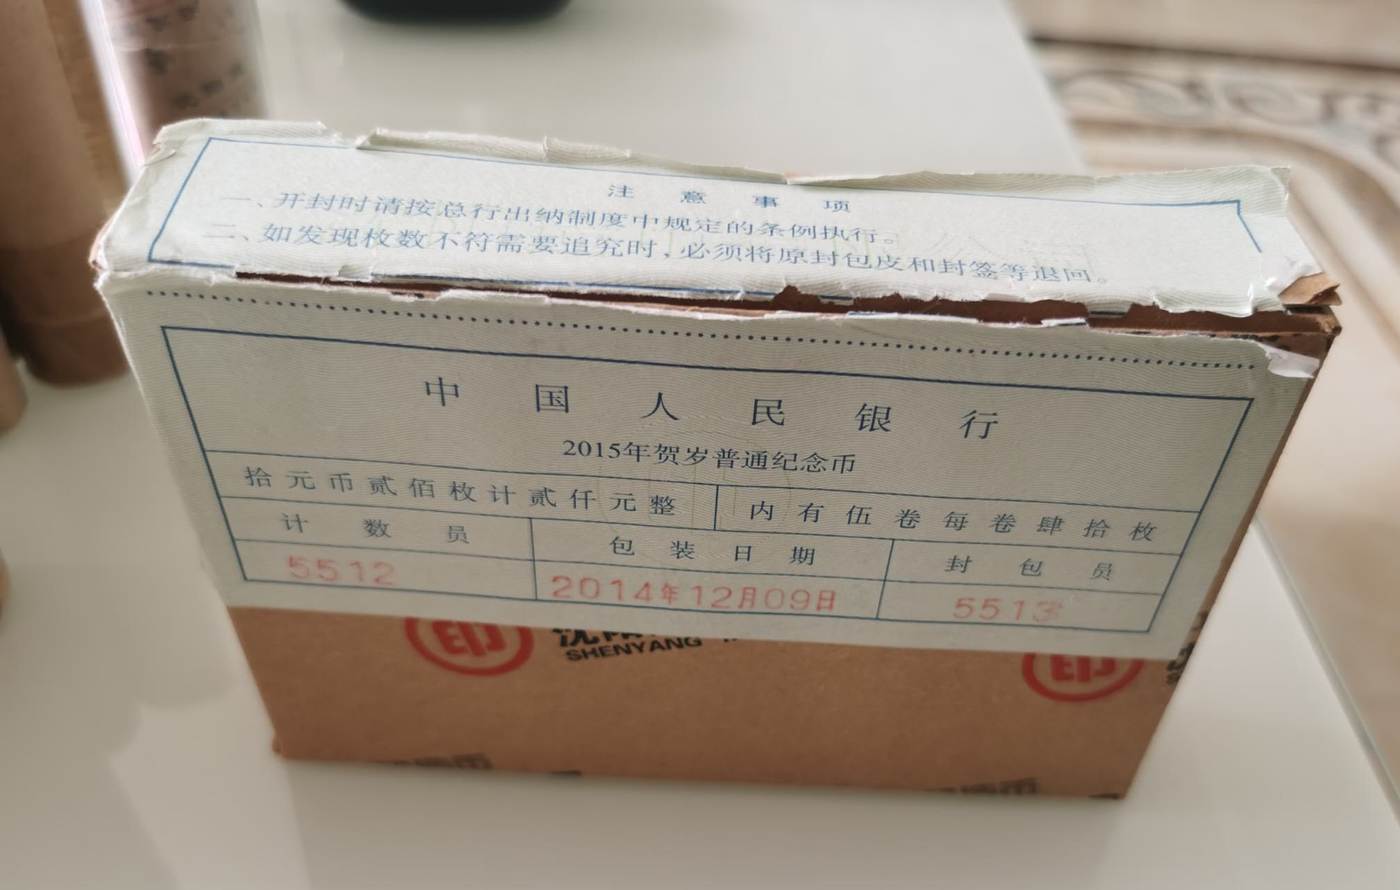 注意事项
一、开封时请按总行出纳制度中规定的条例执行。
二、如发现枚数不符需要追究时，必须将原封包皮和封签等退回。
中国人民银行
2015年贺岁普通纪念币
拾元币贰佰枚计贰仟元整 内有伍卷每卷肆拾枚
计数员 包装日期 封包员
5512 2014年12月09日 5513
印 印
SHENYANG